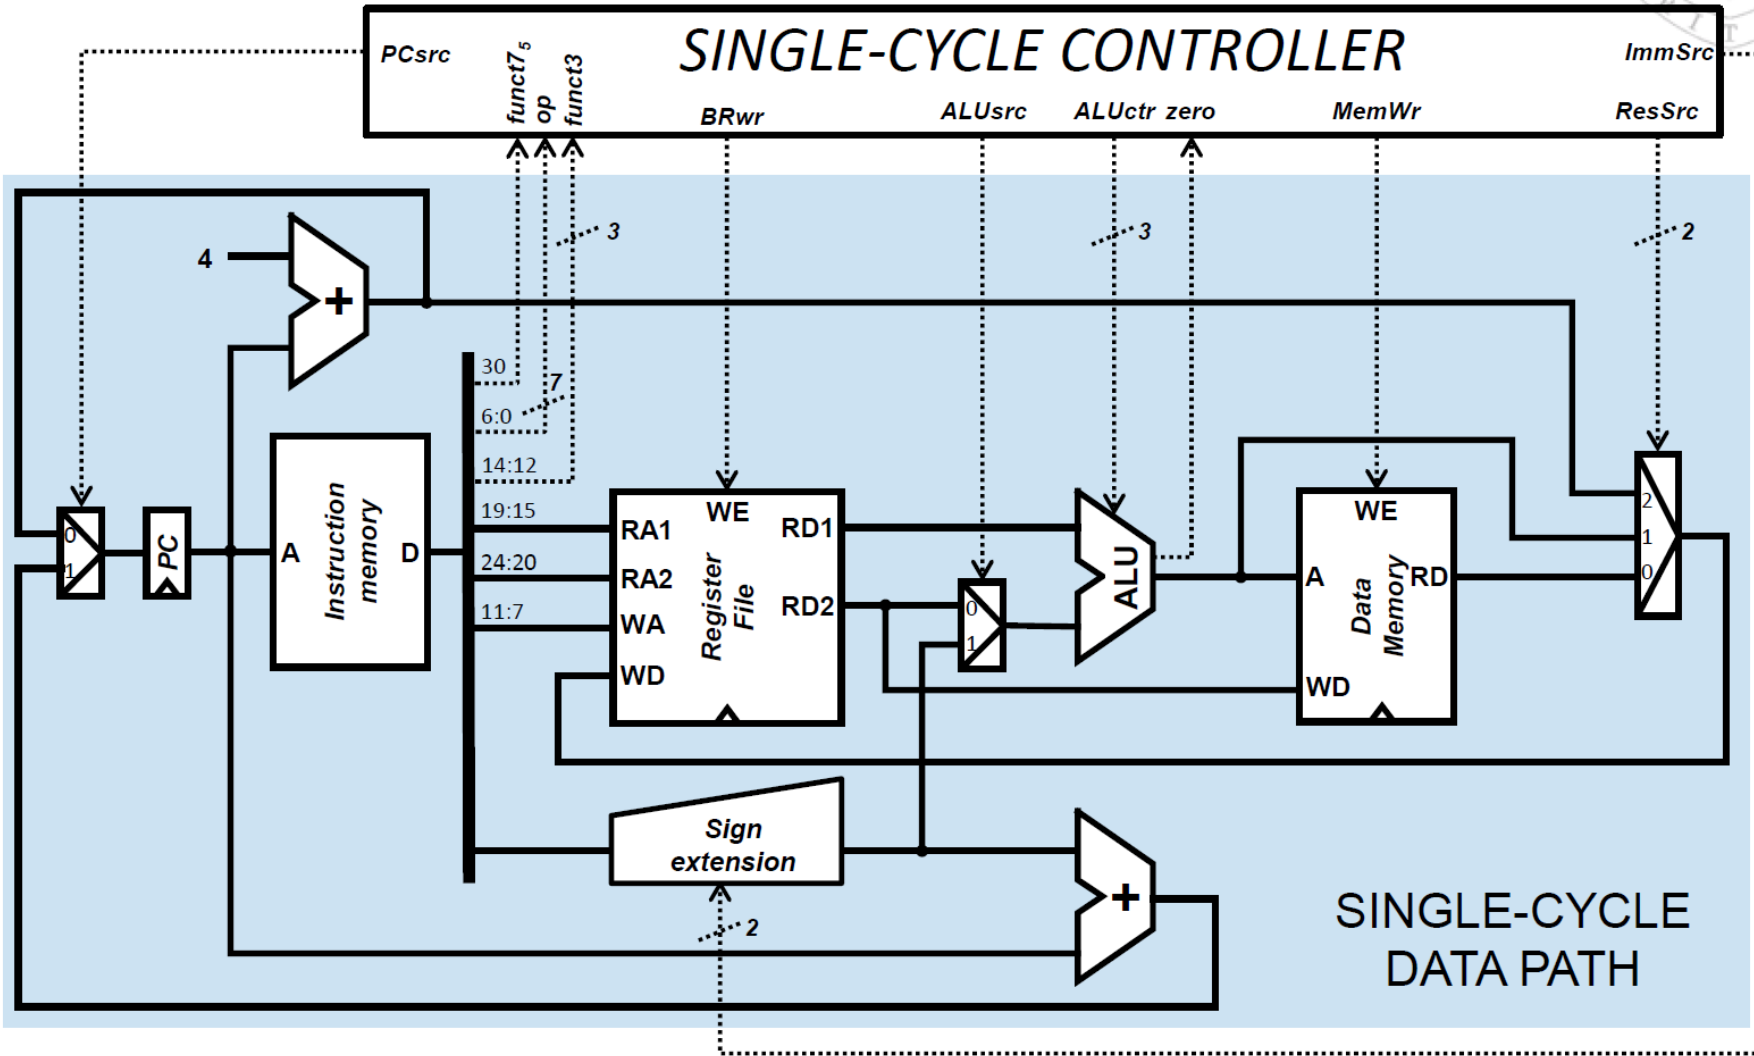 SINGLE-CYCLE CONTROLLER
PCsrc
funct7 5
op
funct3
BRwr
ALUsrc
ALUctr
zero
MemWr
ImmSrc
ResSrc
3
3
2
4
+
30
7
6:0
14:12
19:15
24:20
11:7
0
1
PC
A
Instruction memory
D
RA1
RA2
WA
WD
WE
Register File
RD1
RD2
0
1
ALU
WE
A
Data Memory
RD
WD
2
1
0
Sign extension
2
+
SINGLE-CYCLE
DATA PATH